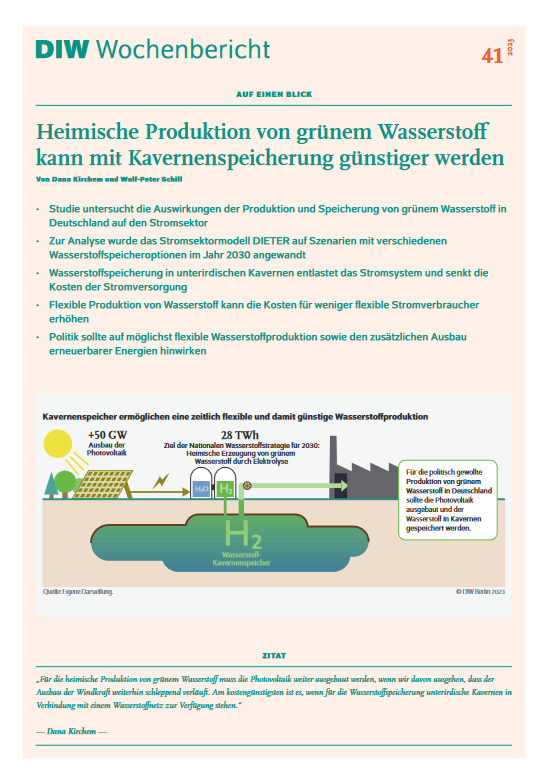 DIW Wochenbericht
41 2023
AUF EINEN BLICK
Heimische Produktion von grünem Wasserstoff
kann mit Kavernenspeicherung günstiger werden
Von Dana Kirchem und Wolf-Peter Schill
· Studie untersucht die Auswirkungen der Produktion und Speicherung von grünem Wasserstoff in
Deutschland auf den Stromsektor
· Zur Analyse wurde das Stromsektormodell DIETER auf Szenarien mit verschiedenen
Wasserstoffspeicheroptionen im Jahr 2030 angewandt
· Wasserstoffspeicherung in unterirdischen Kavernen entlastet das Stromsystem und senkt die
Kosten der Stromversorgung
· Flexible Produktion von Wasserstoff kann die Kosten für weniger flexible Stromverbraucher
erhöhen
· Politik sollte auf möglichst flexible Wasserstoffproduktion sowie den zusätzlichen Ausbau
erneuerbarer Energien hinwirken
Kavernenspeicher ermöglichen eine zeitlich flexible und damit günstige Wasserstoffproduktion
+50 GW
Ausbau der
Photovoltaik
28 TWh
Ziel der Nationalen Wasserstoffstrategie für 2030:
Heimische Erzeugung von grünem
Wasserstoff durch Elektrolyse
H₂O
H₂
Für die politisch gewollte
Produktion von grünem
Wasserstoff in Deutschland
sollte die Photovoltaik
ausgebaut und der
Wasserstoff in Kavernen
gespeichert werden.
H₂
Wasserstoff-
Kavernenspeicher
Quelle: Eigene Darstellung.
© DIW Berlin 2023
ZITAT
„Für die heimische Produktion von grünem Wasserstoff muss die Photovoltaik weiter ausgebaut werden, wenn wir davon ausgehen, dass der
Ausbau der Windkraft weiterhin schleppend verläuft. Am kostengünstigsten ist es, wenn für die Wasserstoffspeicherung unterirdische Kavernen in
Verbindung mit einem Wasserstoffnetz zur Verfügung stehen.“
— Dana Kirchem —